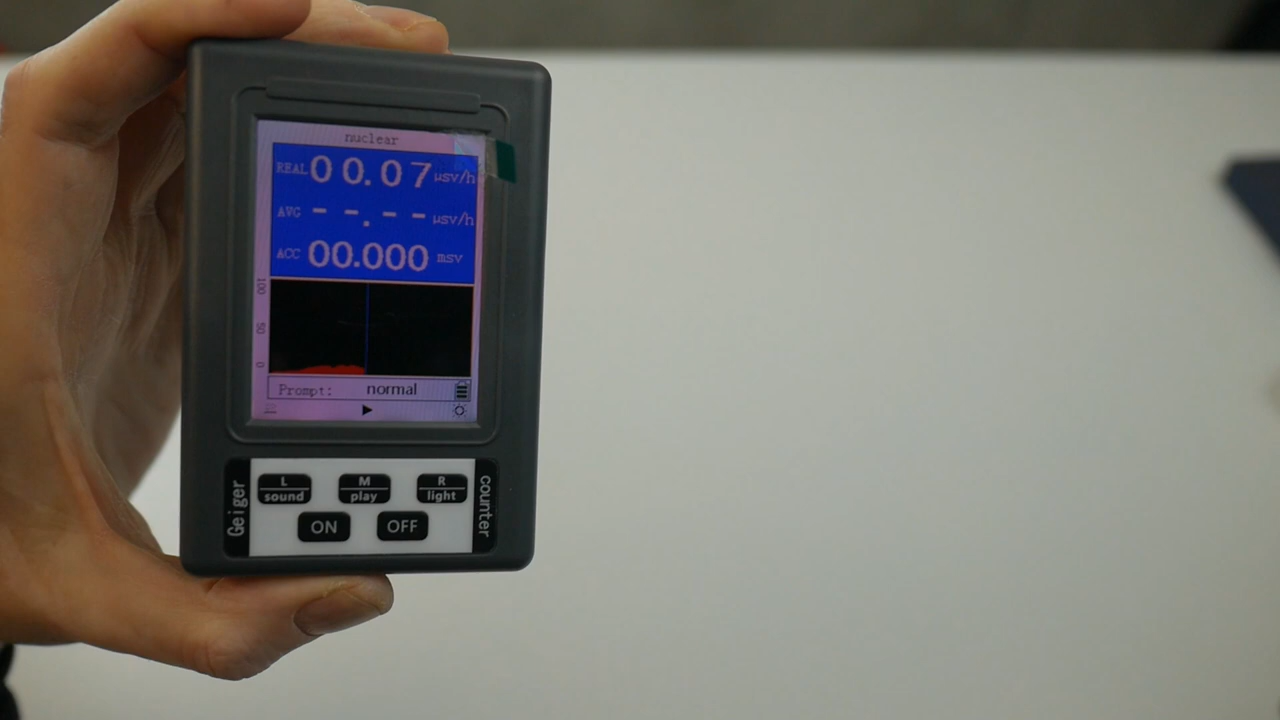 nuclear
REAL 00.07 μsv/h
AVG --.-- μsv/h
ACC 00.000 msv
100
50
0
Prompt: normal
L sound
M play
R light
ON OFF
Geiger
counter